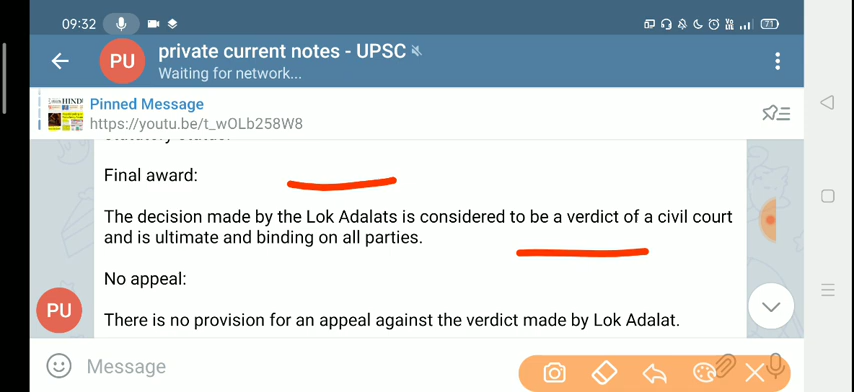 09:32
71
private current notes - UPSC
PU
Waiting for network...
Pinned Message
https://youtu.be/t_wOLb258W8
Final award:
The decision made by the Lok Adalats is considered to be a verdict of a civil court
and is ultimate and binding on all parties.
No appeal:
PU
There is no provision for an appeal against the verdict made by Lok Adalat.
Message